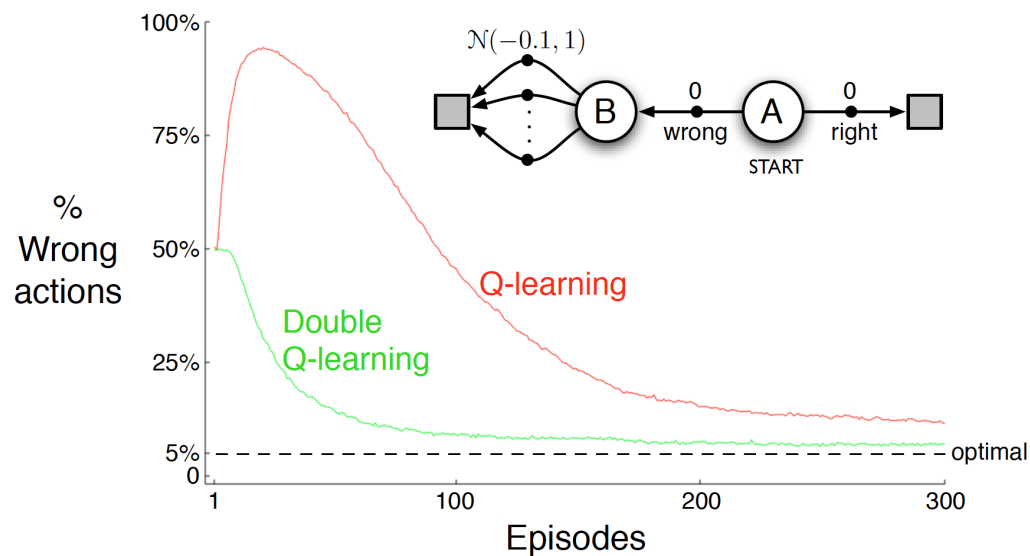 100%
75%
50%
25%
5%
0
%
Wrong
actions
1
100
200
300
Episodes
N(−0.1, 1)
B
0
wrong
A
START
0
right
Q-learning
Double
Q-learning
optimal